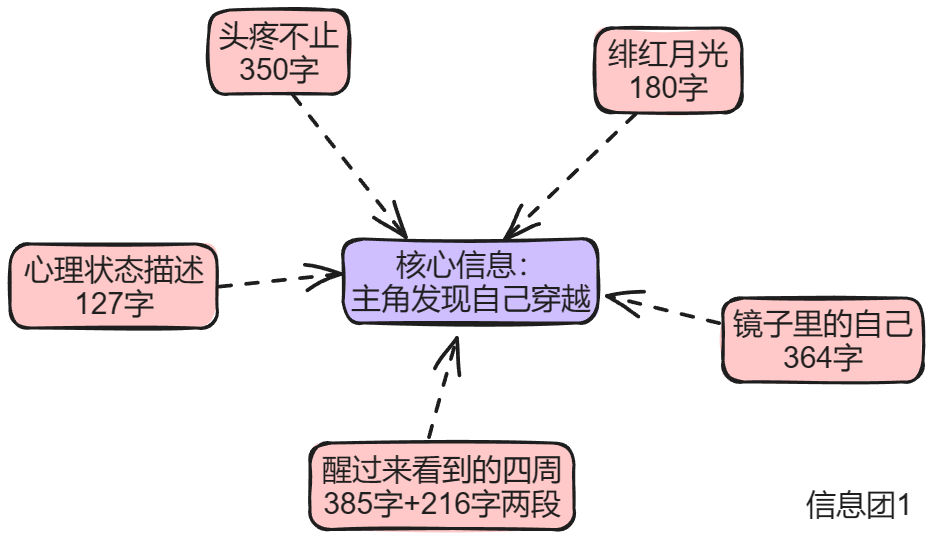 头疼不止
350字
绯红月光
180字
心理状态描述
127字
核心信息：
主角发现自己穿越
镜子里的自己
364字
醒过来看到的四周
385字+216字两段
信息团1